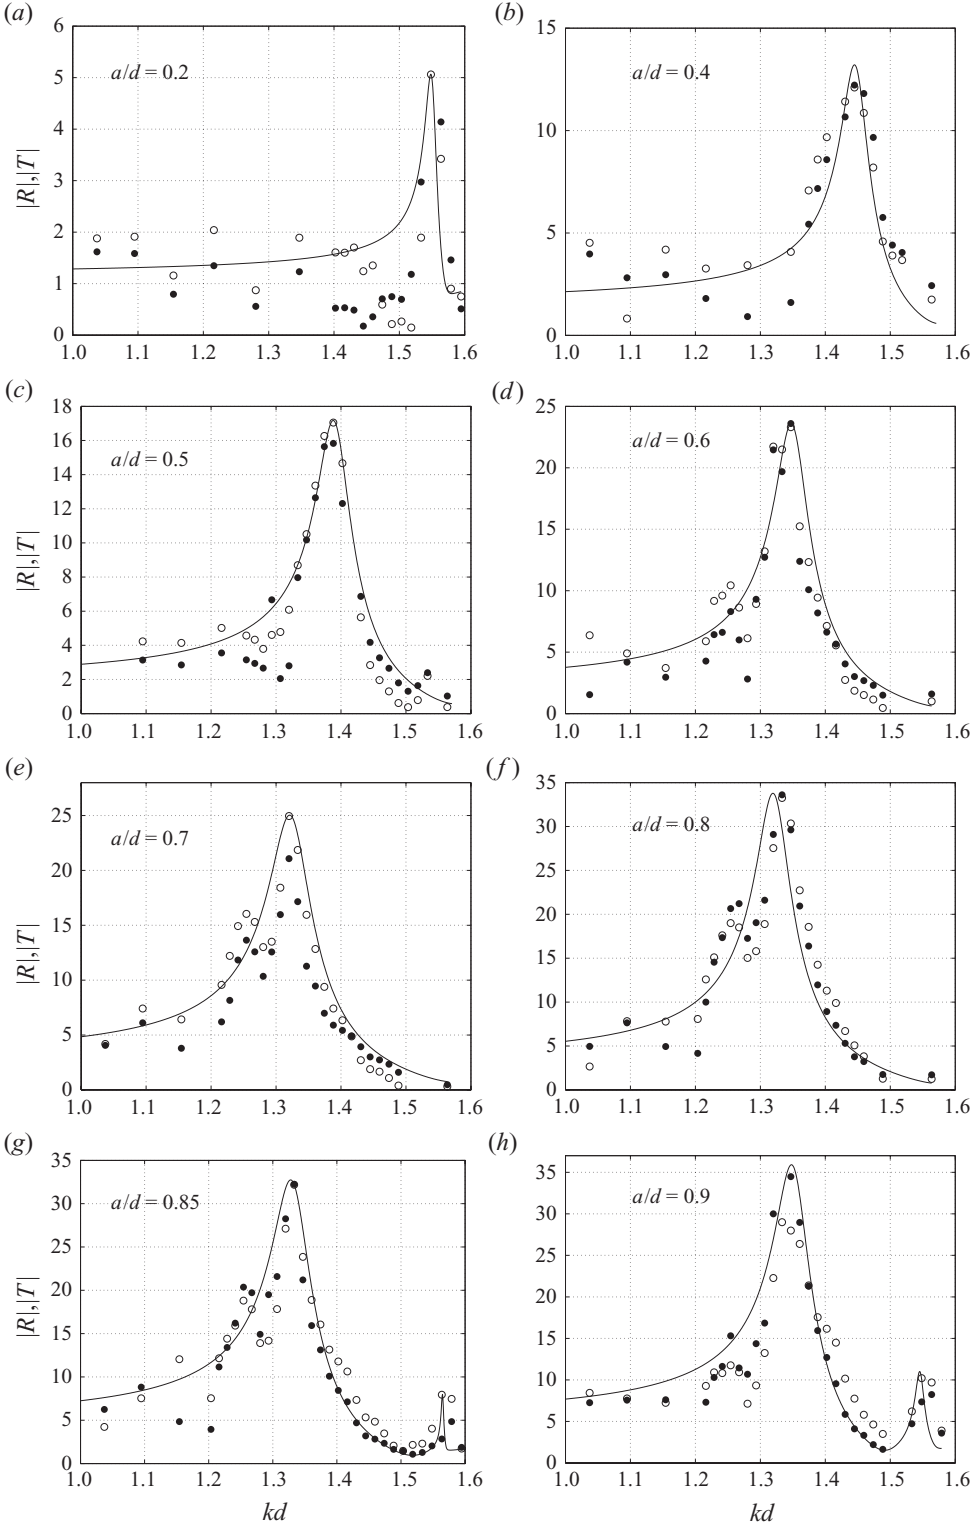 (a)
6
5
4
3
2
1
0
|R|,|T|
a/d = 0.2
1.0 1.1 1.2 1.3 1.4 1.5 1.6
(b)
15
10
5
0
a/d = 0.4
1.0 1.1 1.2 1.3 1.4 1.5 1.6
(c)
18
16
14
12
10
8
6
4
2
0
|R|,|T|
a/d = 0.5
1.0 1.1 1.2 1.3 1.4 1.5 1.6
(d)
25
20
15
10
5
0
a/d = 0.6
1.0 1.1 1.2 1.3 1.4 1.5 1.6
(e)
25
20
15
10
5
0
|R|,|T|
a/d = 0.7
1.0 1.1 1.2 1.3 1.4 1.5 1.6
(f)
35
30
25
20
15
10
5
0
a/d = 0.8
1.0 1.1 1.2 1.3 1.4 1.5 1.6
(g)
35
30
25
20
15
10
5
0
|R|,|T|
a/d = 0.85
1.0 1.1 1.2 1.3 1.4 1.5 1.6
kd
(h)
35
30
25
20
15
10
5
0
a/d = 0.9
1.0 1.1 1.2 1.3 1.4 1.5 1.6
kd